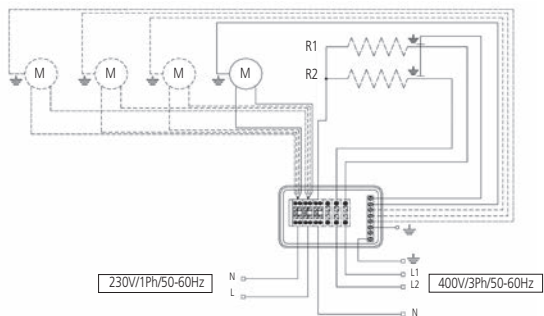 R1
M M M M
R2
230V/1Ph/50-60Hz
N
L
L1
L2
400V/3Ph/50-60Hz
N